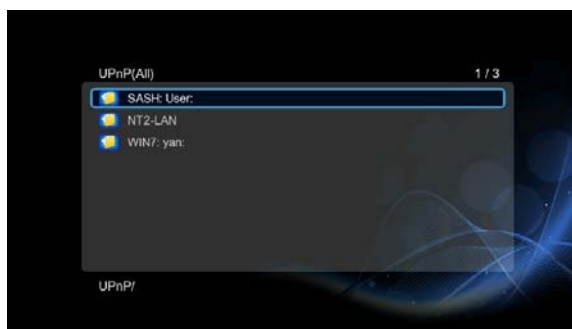 UPnP(All) 1 / 3
SASH: User:
NT2-LAN
WIN7: yan:
UPnP/